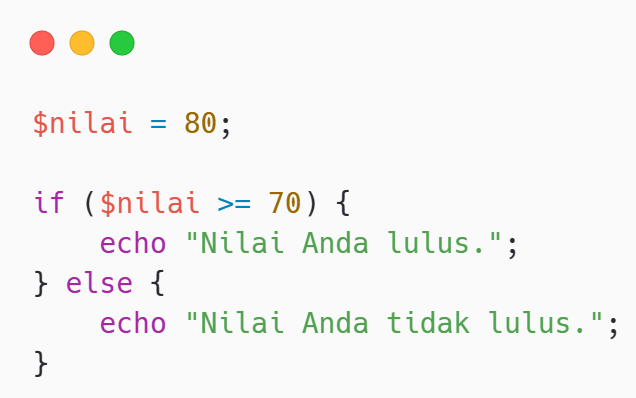 $nilai = 80;
if ($nilai >= 70) {
    echo "Nilai Anda lulus.";
} else {
    echo "Nilai Anda tidak lulus.";
}